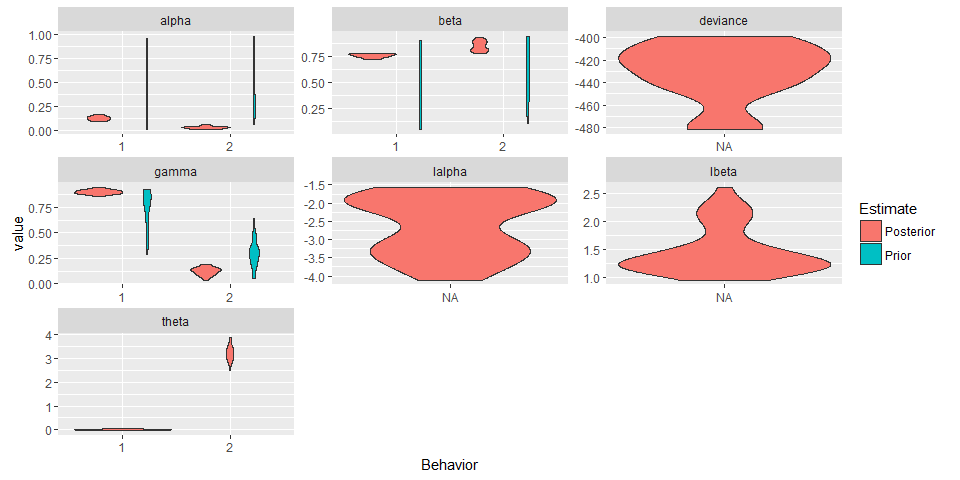 alpha
beta
deviance
1.00
0.75
0.50
0.25
0.00
1
2
0.75
0.50
0.25
1
2
-400
-420
-440
-460
-480
NA
gamma
lalpha
lbeta
0.75
0.50
0.25
0.00
1
2
-1.5
-2.0
-2.5
-3.0
-3.5
-4.0
NA
2.5
2.0
1.5
1.0
NA
theta
4
3
2
1
0
1
2
value
Behavior
Estimate
Posterior
Prior